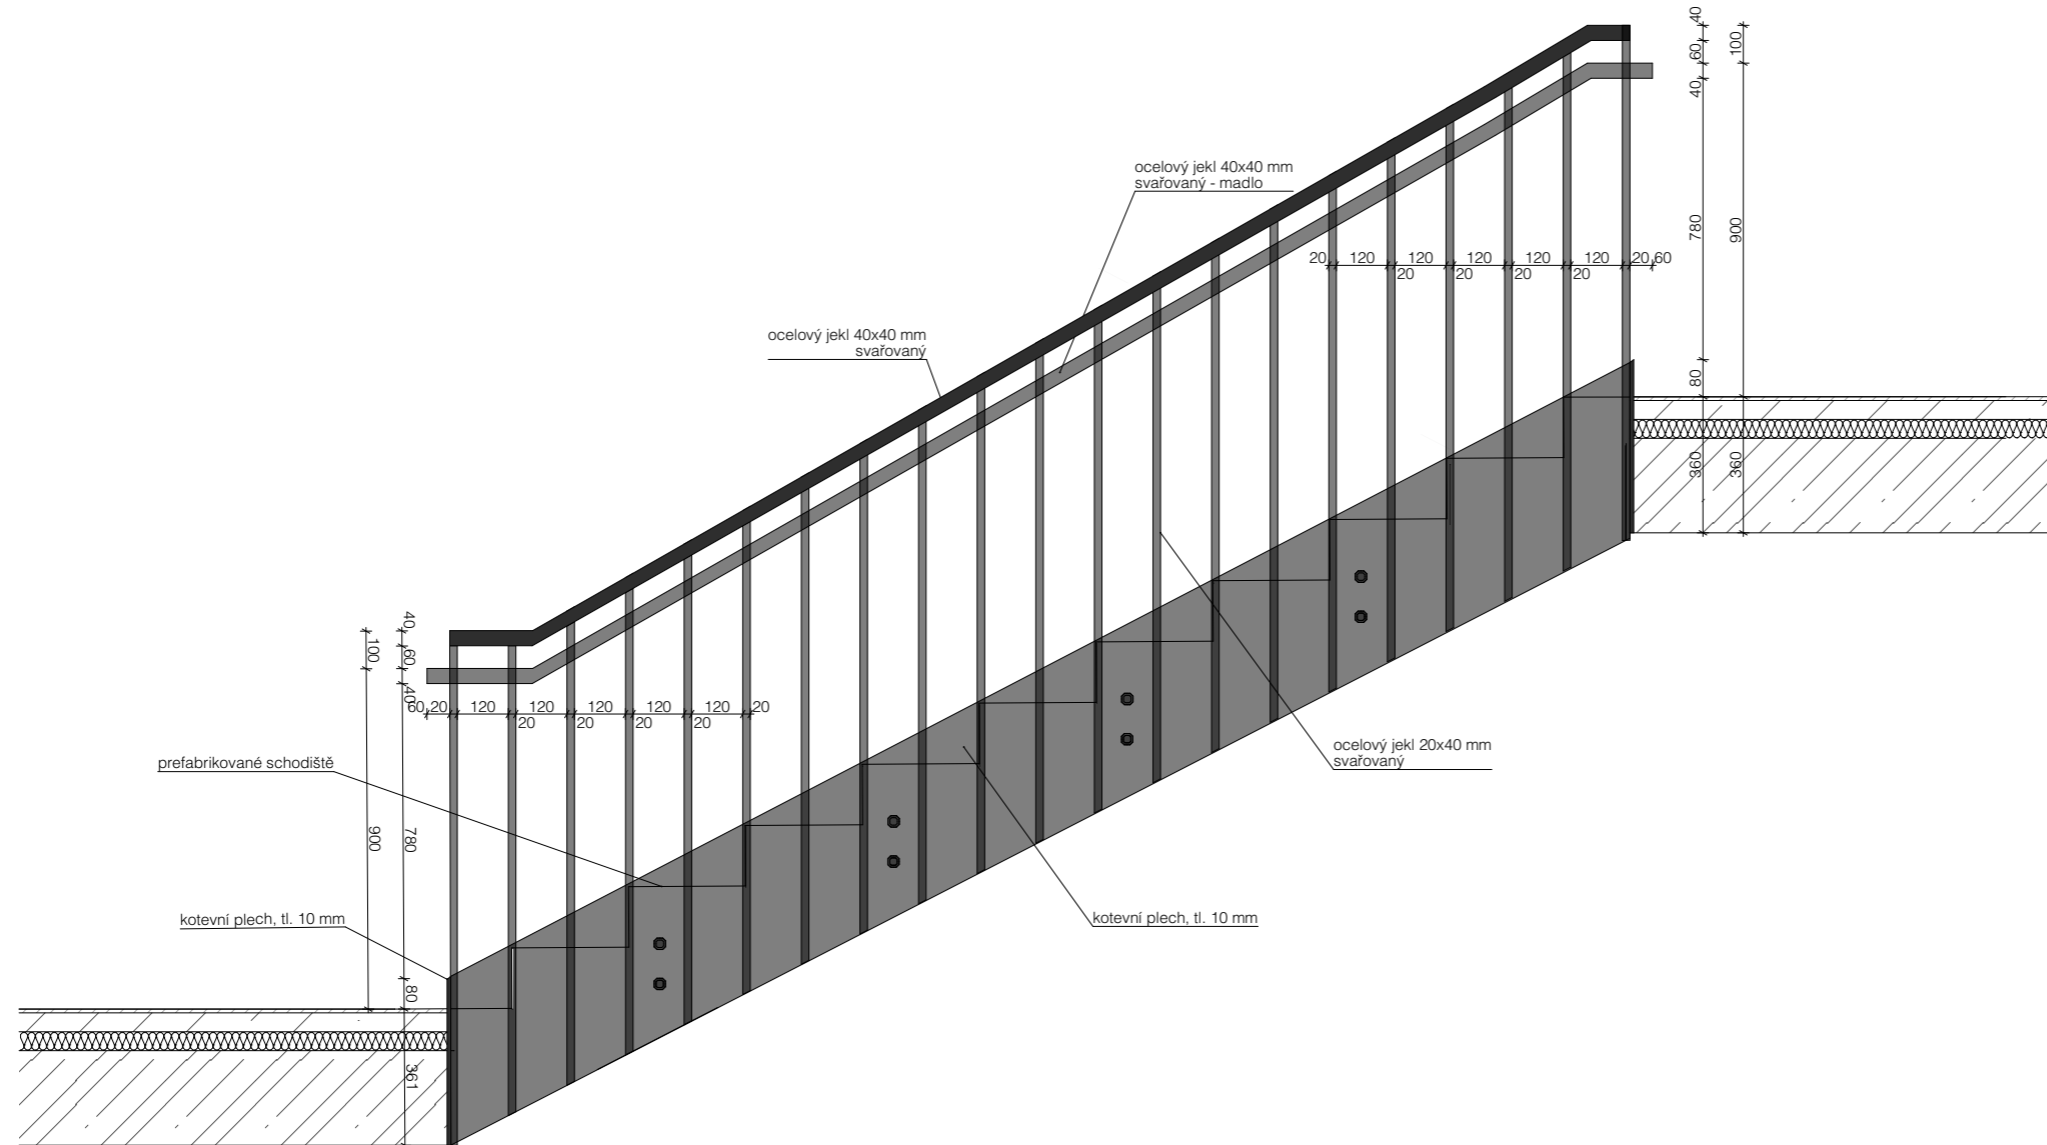 40
60
40
100
780
900
80
360
360
ocelový jekl 40x40 mm
svařovaný - madlo
20 120 120 120 120 120 20 60
20 20 20 20 20
ocelový jekl 40x40 mm
svařovaný
40
100
60
40
60 20 120 120 120 120 120 20
20 20 20 20
ocelový jekl 20x40 mm
svařovaný
prefabrikované schodiště
780
900
kotevní plech, tl. 10 mm
kotevní plech, tl. 10 mm
80
361